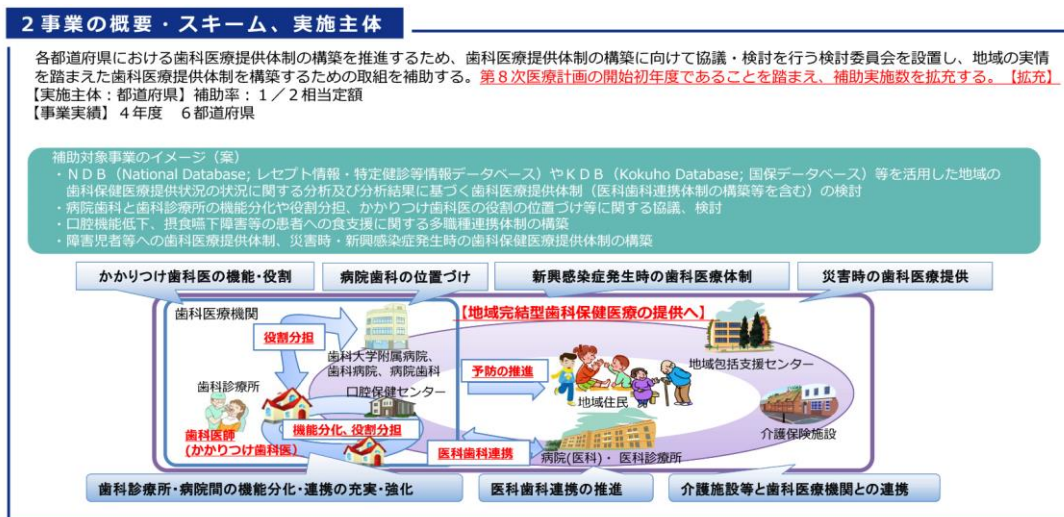 ２事業の概要・スキーム、実施主体
各都道府県における歯科医療提供体制の構築を推進するため、歯科医療提供体制の構築に向けて協議・検討を行う検討委員会を設置し、地域の実情
を踏まえた歯科医療提供体制を構築するための取組を補助する。第８次医療計画の開始初年度であることを踏まえ、補助実施数を拡充する。【拡充】
【実施主体：都道府県】補助率：１／２相当定額
【事業実績】４年度　６都道府県
補助対象事業のイメージ（案）
・ＮＤＢ（National Database; レセプト情報・特定健診等情報データベース）やＫＤＢ（Kokuho Database; 国保データベース）等を活用した地域の
歯科保健医療提供状況の状況に関する分析及び分析結果に基づく歯科医療提供体制（医科歯科連携体制の構築等を含む）の検討
・病院歯科と歯科診療所の機能分化や役割分担、かかりつけ歯科医の役割の位置づけ等に関する協議、検討
・口腔機能低下、摂食嚥下障害等の患者への食支援に関する多職種連携体制の構築
・障害児者等への歯科医療提供体制、災害時・新興感染症発生時の歯科保健医療提供体制の構築
かかりつけ歯科医の機能・役割
病院歯科の位置づけ
新興感染症発生時の歯科医療体制
災害時の歯科医療提供
歯科医療機関
【地域完結型歯科保健医療の提供へ】
役割分担
歯科大学附属病院、
歯科病院、病院歯科
地域包括支援センター
予防の推進
歯科診療所
口腔保健センター
地域住民
歯科医師
(かかりつけ歯科医)
機能分化、役割分担
介護保険施設
医科歯科連携
病院(医科)・ 医科診療所
歯科診療所・病院間の機能分化・連携の充実・強化
医科歯科連携の推進
介護施設等と歯科医療機関との連携